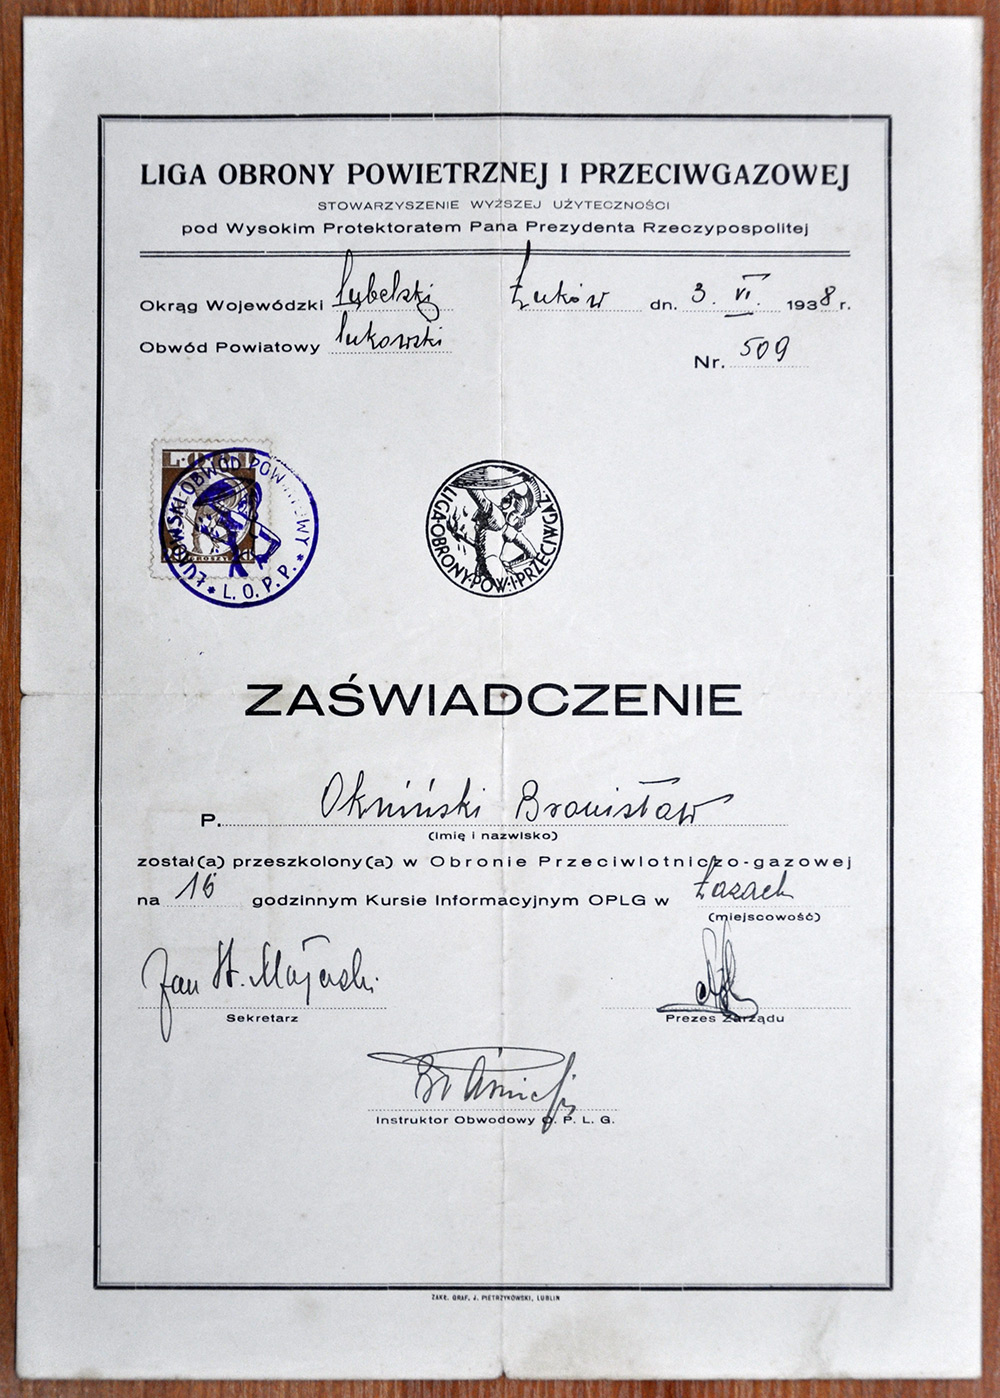 LIGA OBRONY POWIETRZNEJ I PRZECIWGAZOWEJ
STOWARZYSZENIE WYŻSZEJ UŻYTECZNOŚCI
pod Wysokim Protektoratem Pana Prezydenta Rzeczypospolitej
Okrąg Wojewódzki Lubelski Łuków dn. 3. VI. 1938 r.
Obwód Powiatowy Łukowski
Nr. 509
ŁUKOWSKI OBWÓD POWIATOWY * L. O. P. P. *
LIGA·OBRONY·POW·I·PRZECIWGAZ
ZAŚWIADCZENIE
P. Okniński Bronisław
(imię i nazwisko)
został(a) przeszkolony(a) w Obronie Przeciwlotniczo-gazowej
na 16 godzinnym Kursie Informacyjnym OPLG w Łazach
(miejscowość)
Jan St. Majewski
Sekretarz
Prezes Zarządu
Instruktor Obwodowy O. P. L. G.
ZAKŁ. GRAF. J. PIETRZYKOWSKI, LUBLIN